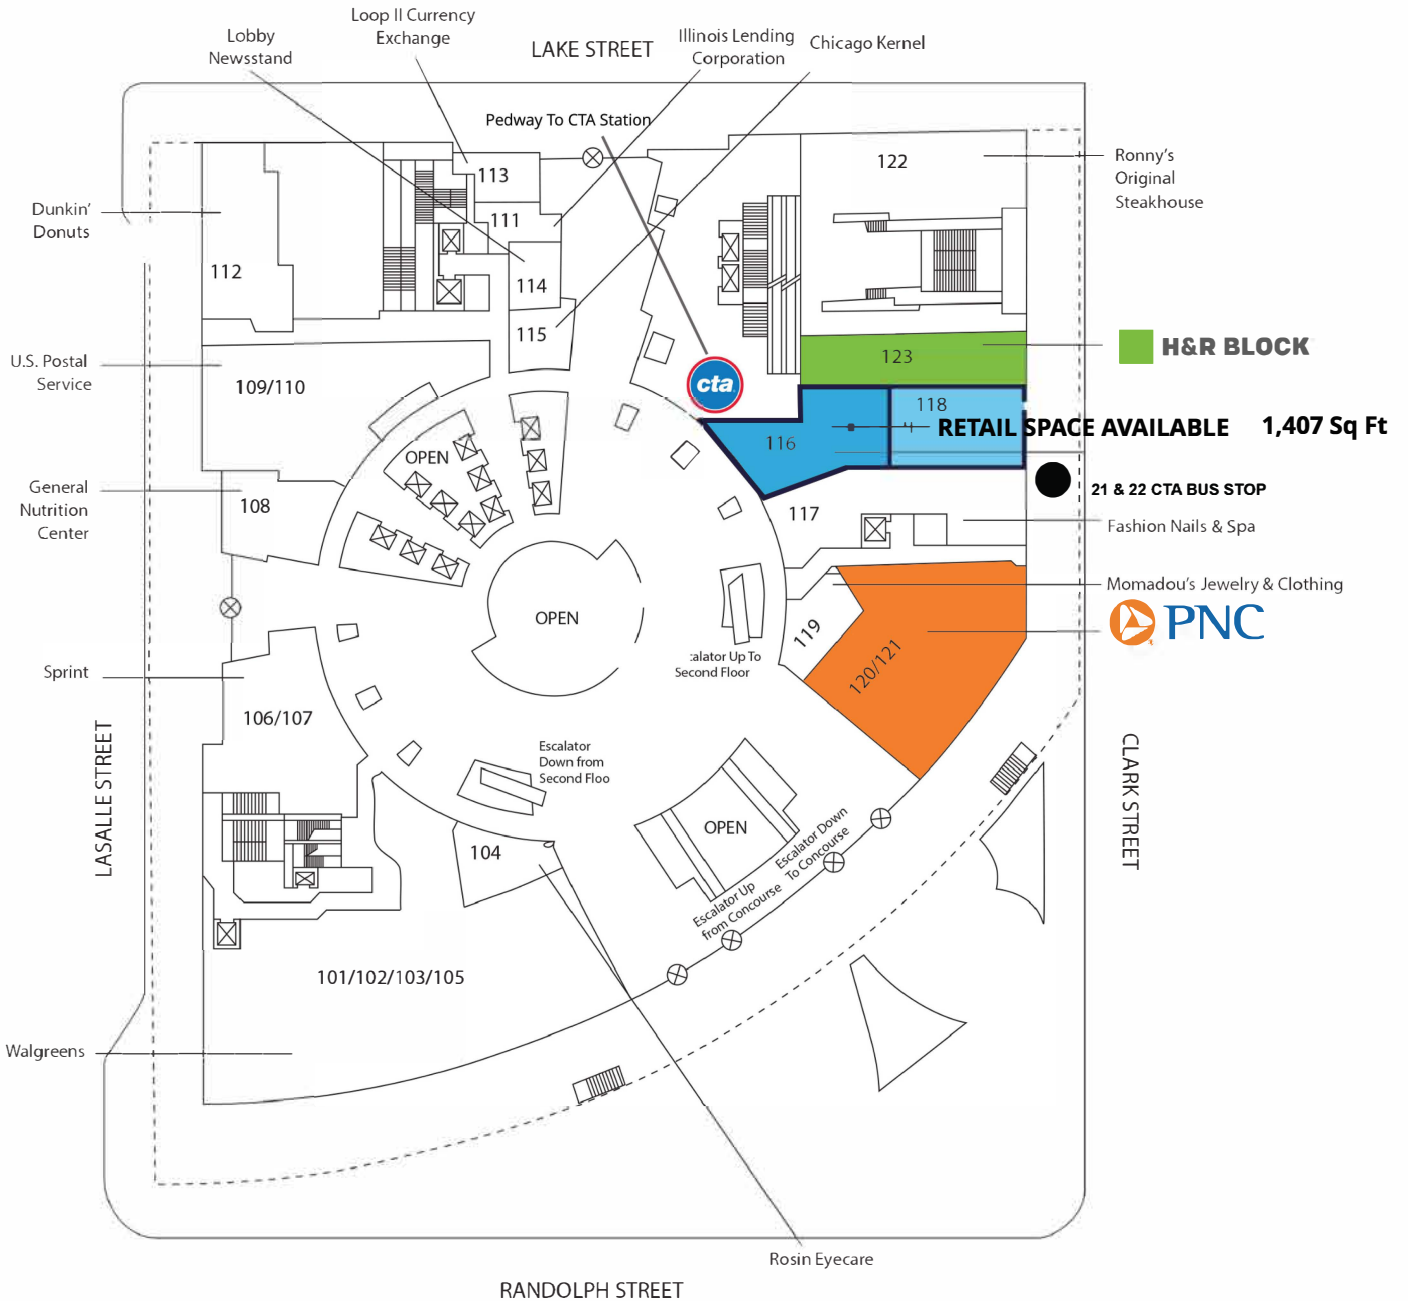 Loop II Currency
Exchange
Lobby
Newsstand
LAKE STREET
Illinois Lending
Corporation
Chicago Kernel
Pedway To CTA Station
Ronny's
Original
Steakhouse
Dunkin'
Donuts
113
111
114
115
112
122
U.S. Postal
Service
109/110
cta
123
H&R BLOCK
118
116
RETAIL SPACE AVAILABLE 1,407 Sq Ft
21 & 22 CTA BUS STOP
OPEN
General
Nutrition
Center
108
117
Fashion Nails & Spa
Momadou's Jewelry & Clothing
PNC
OPEN
119
120/121
calator Up To
Second Floor
Sprint
106/107
Escalator
Down from
Second Floo
LASALLE STREET
CLARK STREET
104
OPEN
Escalator Down
To Concourse
Escalator Up
from Concourse
101/102/103/105
Walgreens
Rosin Eyecare
RANDOLPH STREET